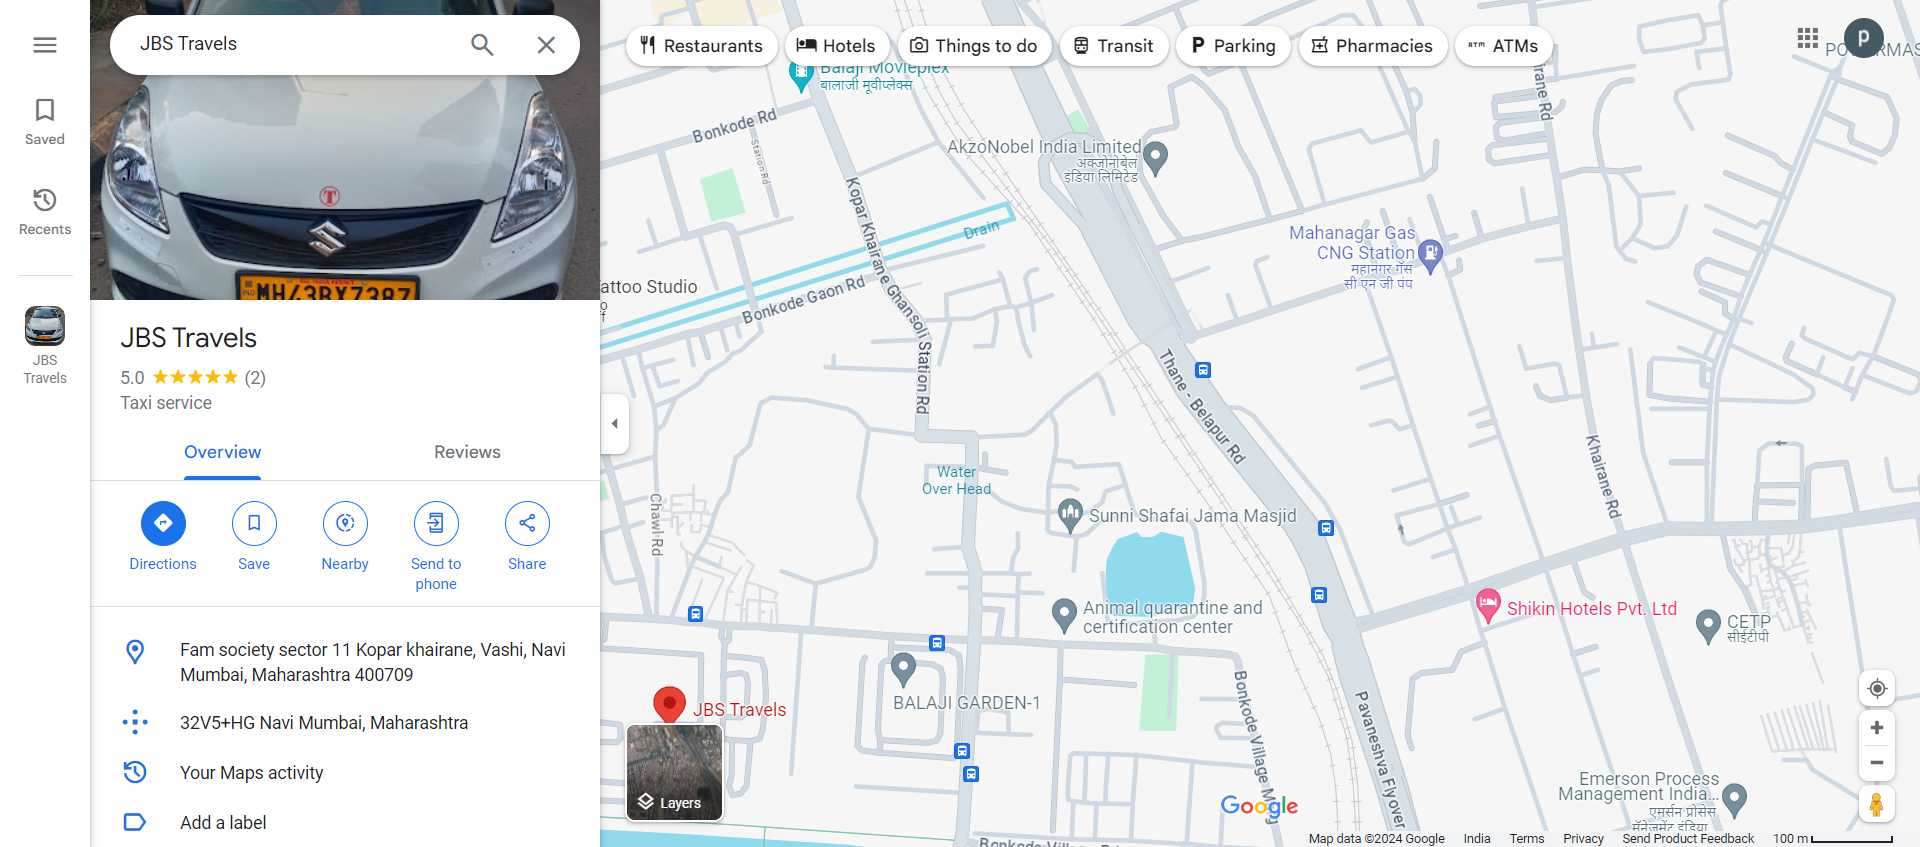 JBS Travels
Saved
Recents
JBS
Travels
MH43BX7387
JBS Travels
5.0 (2)
Taxi service
Overview
Reviews
Directions
Save
Nearby
Send to
phone
Share
Fam society sector 11 Kopar khairane, Vashi, Navi
Mumbai, Maharashtra 400709
32V5+HG Navi Mumbai, Maharashtra
Your Maps activity
Add a label
Restaurants
Hotels
Things to do
Transit
P Parking
Pharmacies
ATM ATMs
p
Balaji Movieplex
बालाजी मूवीप्लेक्स
Bonkode Rd
Station Rd
AkzoNobel India Limited
अक्जोनोबेल
इंडिया लिमिटेड
Kopar Khairane Ghansoli Station Rd
Drain
Mahanagar Gas
CNG Station
महानगर गॅस
सी एन जी पंप
attoo Studio
Bonkode Gaon Rd
Thane - Belapur Rd
Khairane Rd
Water
Over Head
Chawl Rd
Sunni Shafai Jama Masjid
Animal quarantine and
certification center
Shikin Hotels Pvt. Ltd
CETP
सीईटीपी
BALAJI GARDEN-1
JBS Travels
Bonkode Village
Pavaneshva Flyover
Layers
Google
Emerson Process
Management India...
एमर्सन प्रोसेस
मॅनेजमेंट इंडिया
Map data ©2024 Google
India
Terms
Privacy
Send Product Feedback
100 m